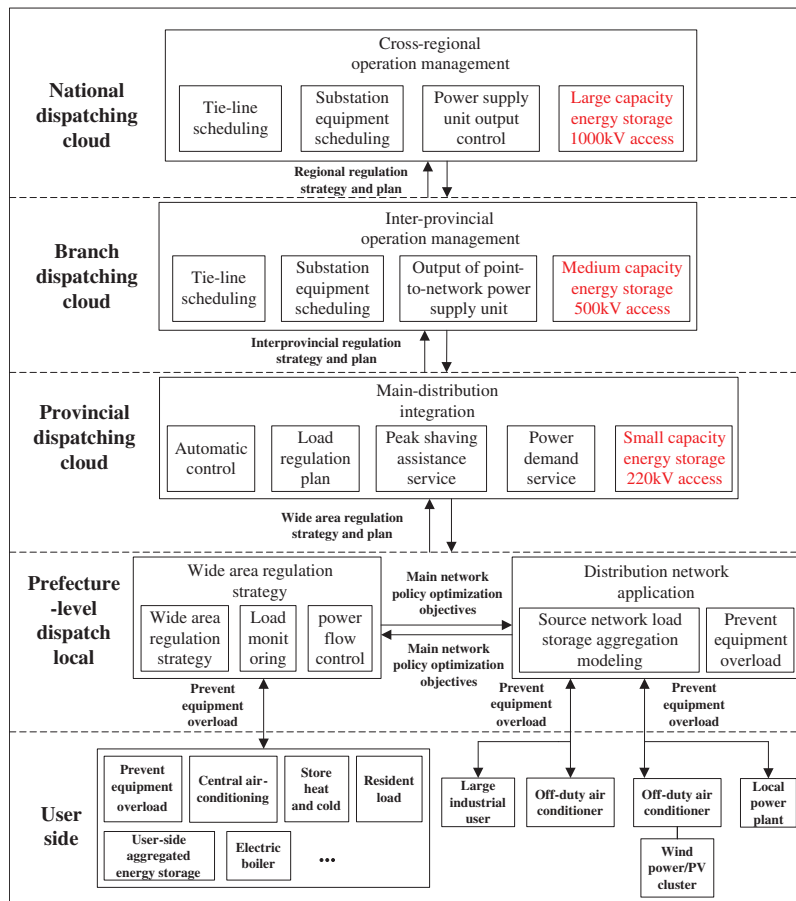 National
dispatching
cloud
Cross-regional
operation management
Tie-line
scheduling
Substation
equipment
scheduling
Power supply
unit output
control
Large capacity
energy storage
1000kV access
Regional regulation
strategy and plan
Branch
dispatching
cloud
Inter-provincial
operation management
Tie-line
scheduling
Substation
equipment
scheduling
Output of point-
to-network power
supply unit
Medium capacity
energy storage
500kV access
Interprovincial regulation
strategy and plan
Provincial
dispatching
cloud
Main-distribution
integration
Automatic
control
Load
regulation
plan
Peak shaving
assistance
service
Power
demand
service
Small capacity
energy storage
220kV access
Wide area regulation
strategy and plan
Prefecture
-level
dispatch
local
Wide area regulation
strategy
Wide area
regulation
strategy
Load
monit
oring
power
flow
control
Main network
policy optimization
objectives
Main network
policy optimization
objectives
Distribution network
application
Source network load
storage aggregation
modeling
Prevent
equipment
overload
Prevent
equipment
overload
Prevent
equipment
overload
Prevent
equipment
overload
User
side
Prevent
equipment
overload
Central air-
conditioning
Store
heat
and cold
Resident
load
User-side
aggregated
energy storage
Electric
boiler
...
Large
industrial
user
Off-duty air
conditioner
Off-duty air
conditioner
Local
power
plant
Wind
power/PV
cluster